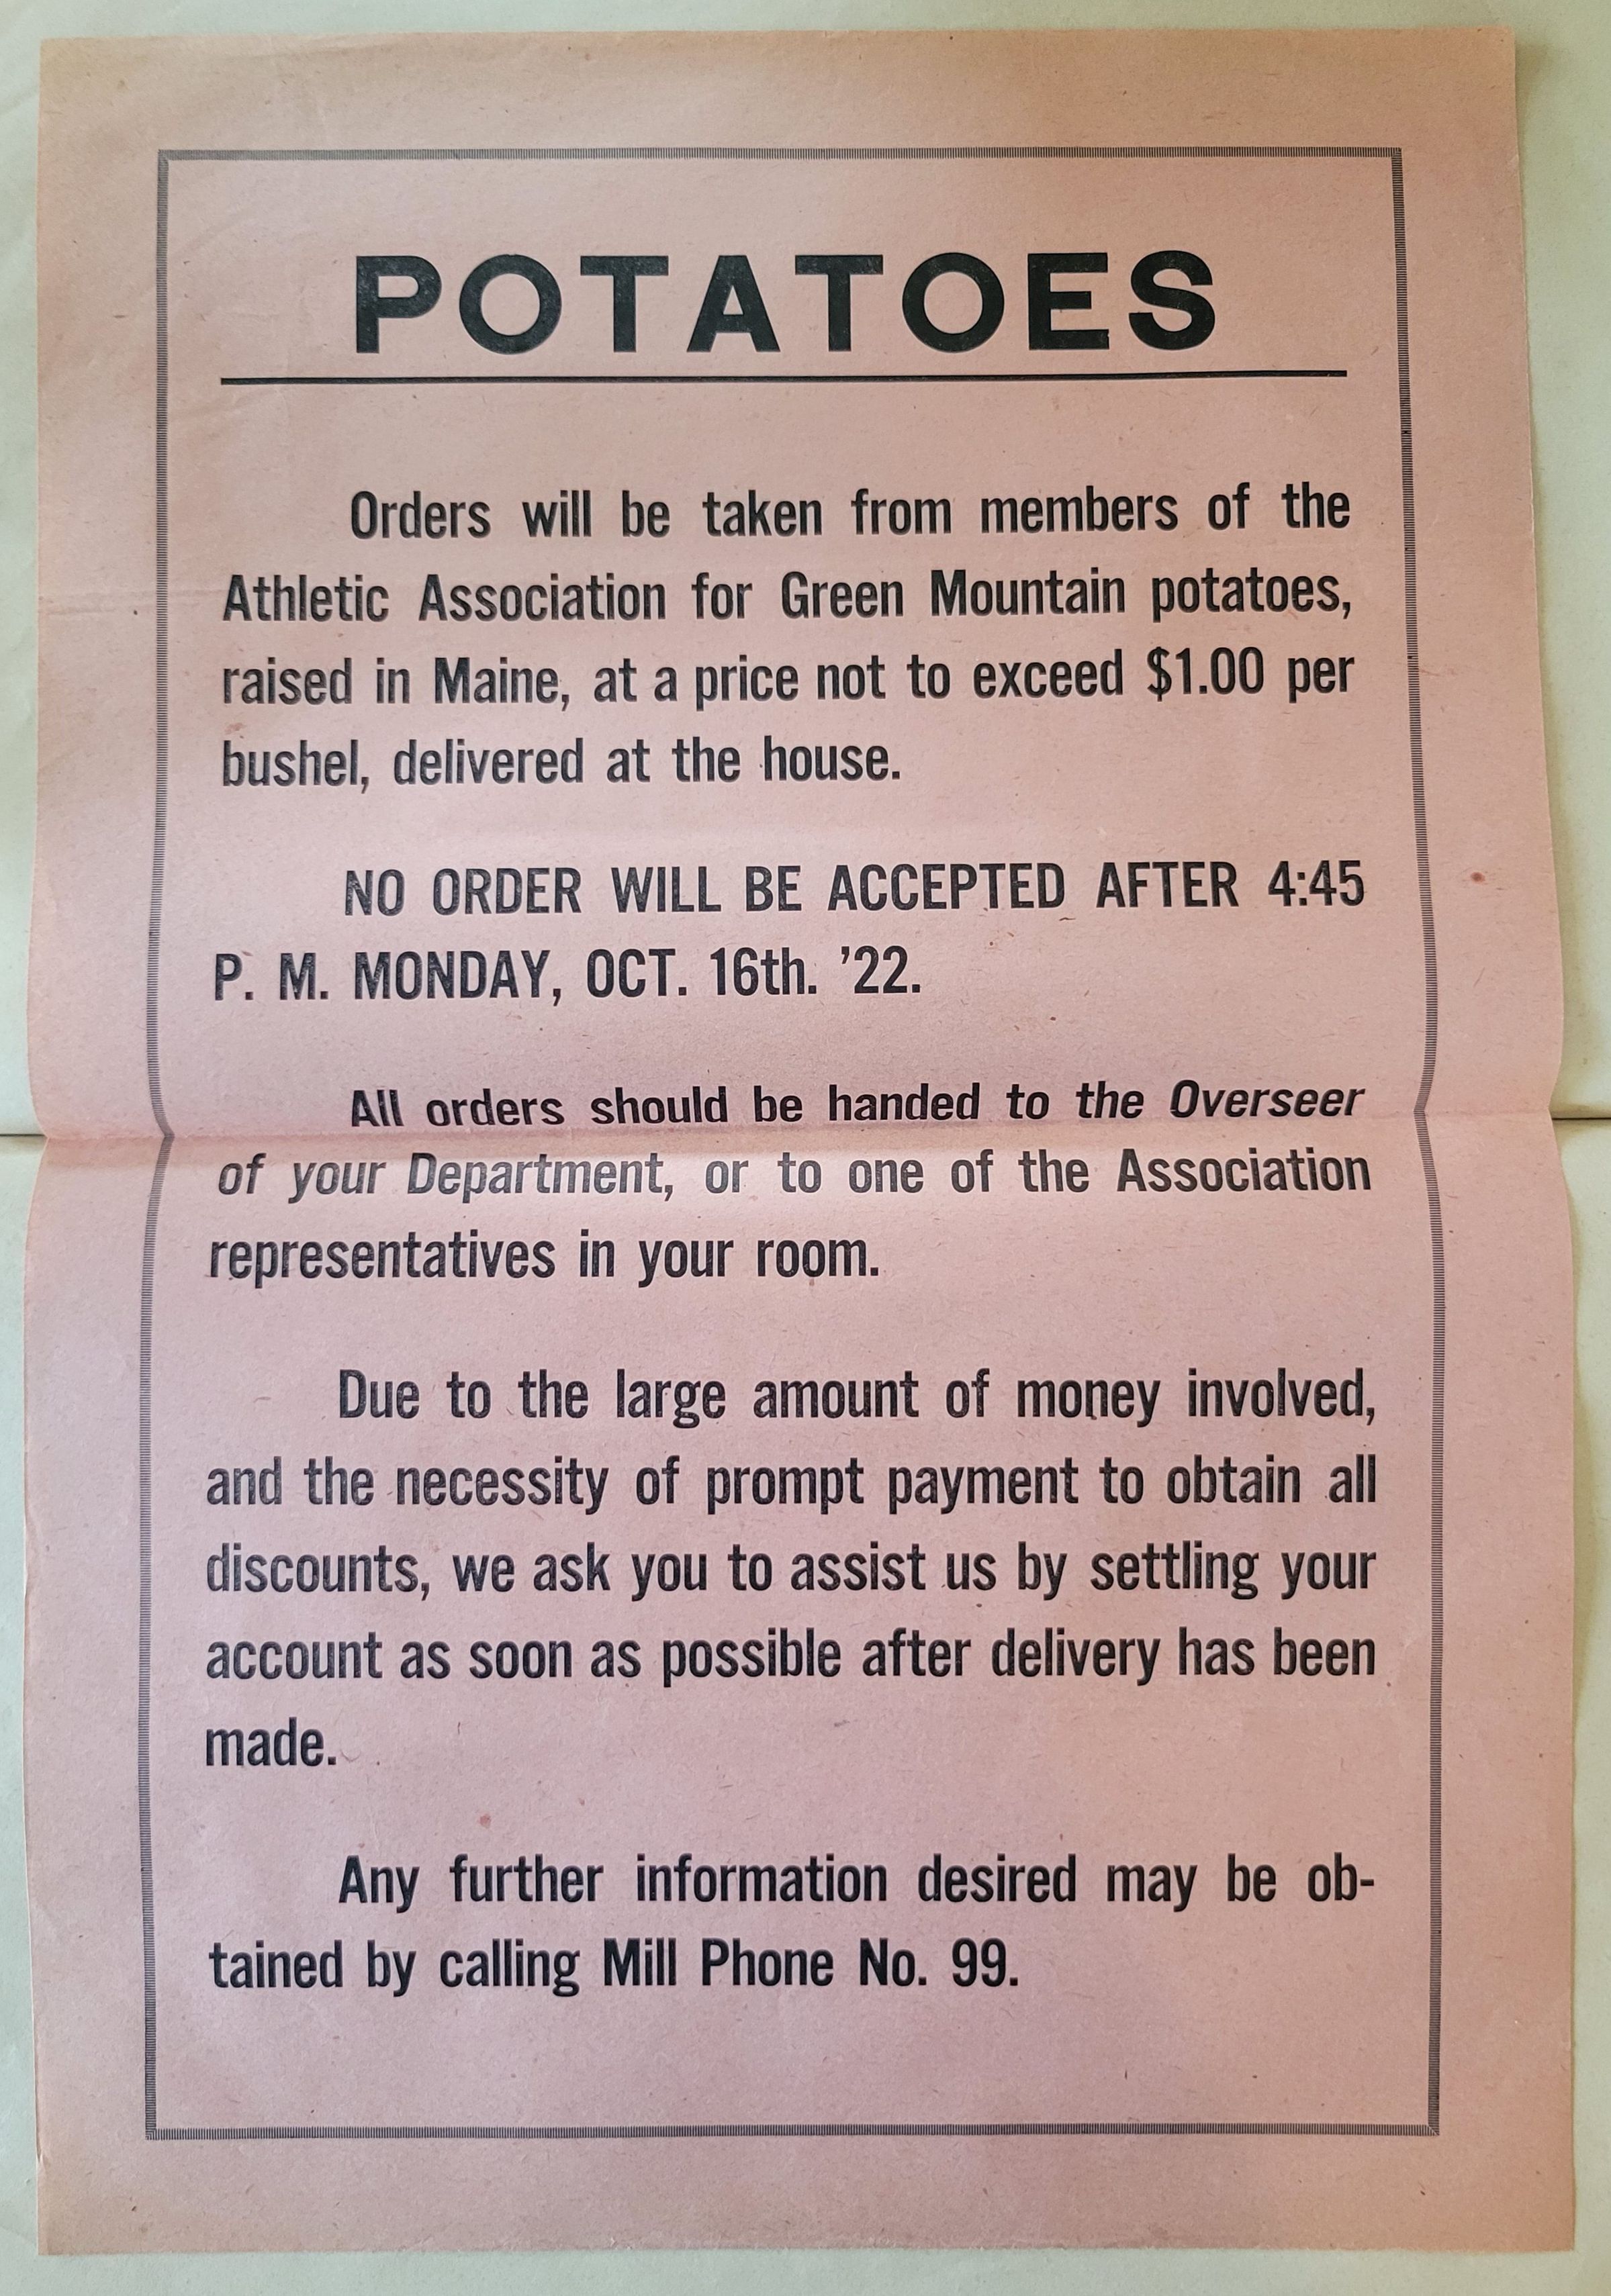 POTATOES
Orders will be taken from members of the
Athletic Association for Green Mountain potatoes,
raised in Maine, at a price not to exceed $1.00 per
bushel, delivered at the house.
NO ORDER WILL BE ACCEPTED AFTER 4:45
P. M. MONDAY, OCT. 16th. '22.
All orders should be handed to the Overseer
of your Department, or to one of the Association
representatives in your room.
Due to the large amount of money involved,
and the necessity of prompt payment to obtain all
discounts, we ask you to assist us by settling your
account as soon as possible after delivery has been
made.
Any further information desired may be ob-
tained by calling Mill Phone No. 99.